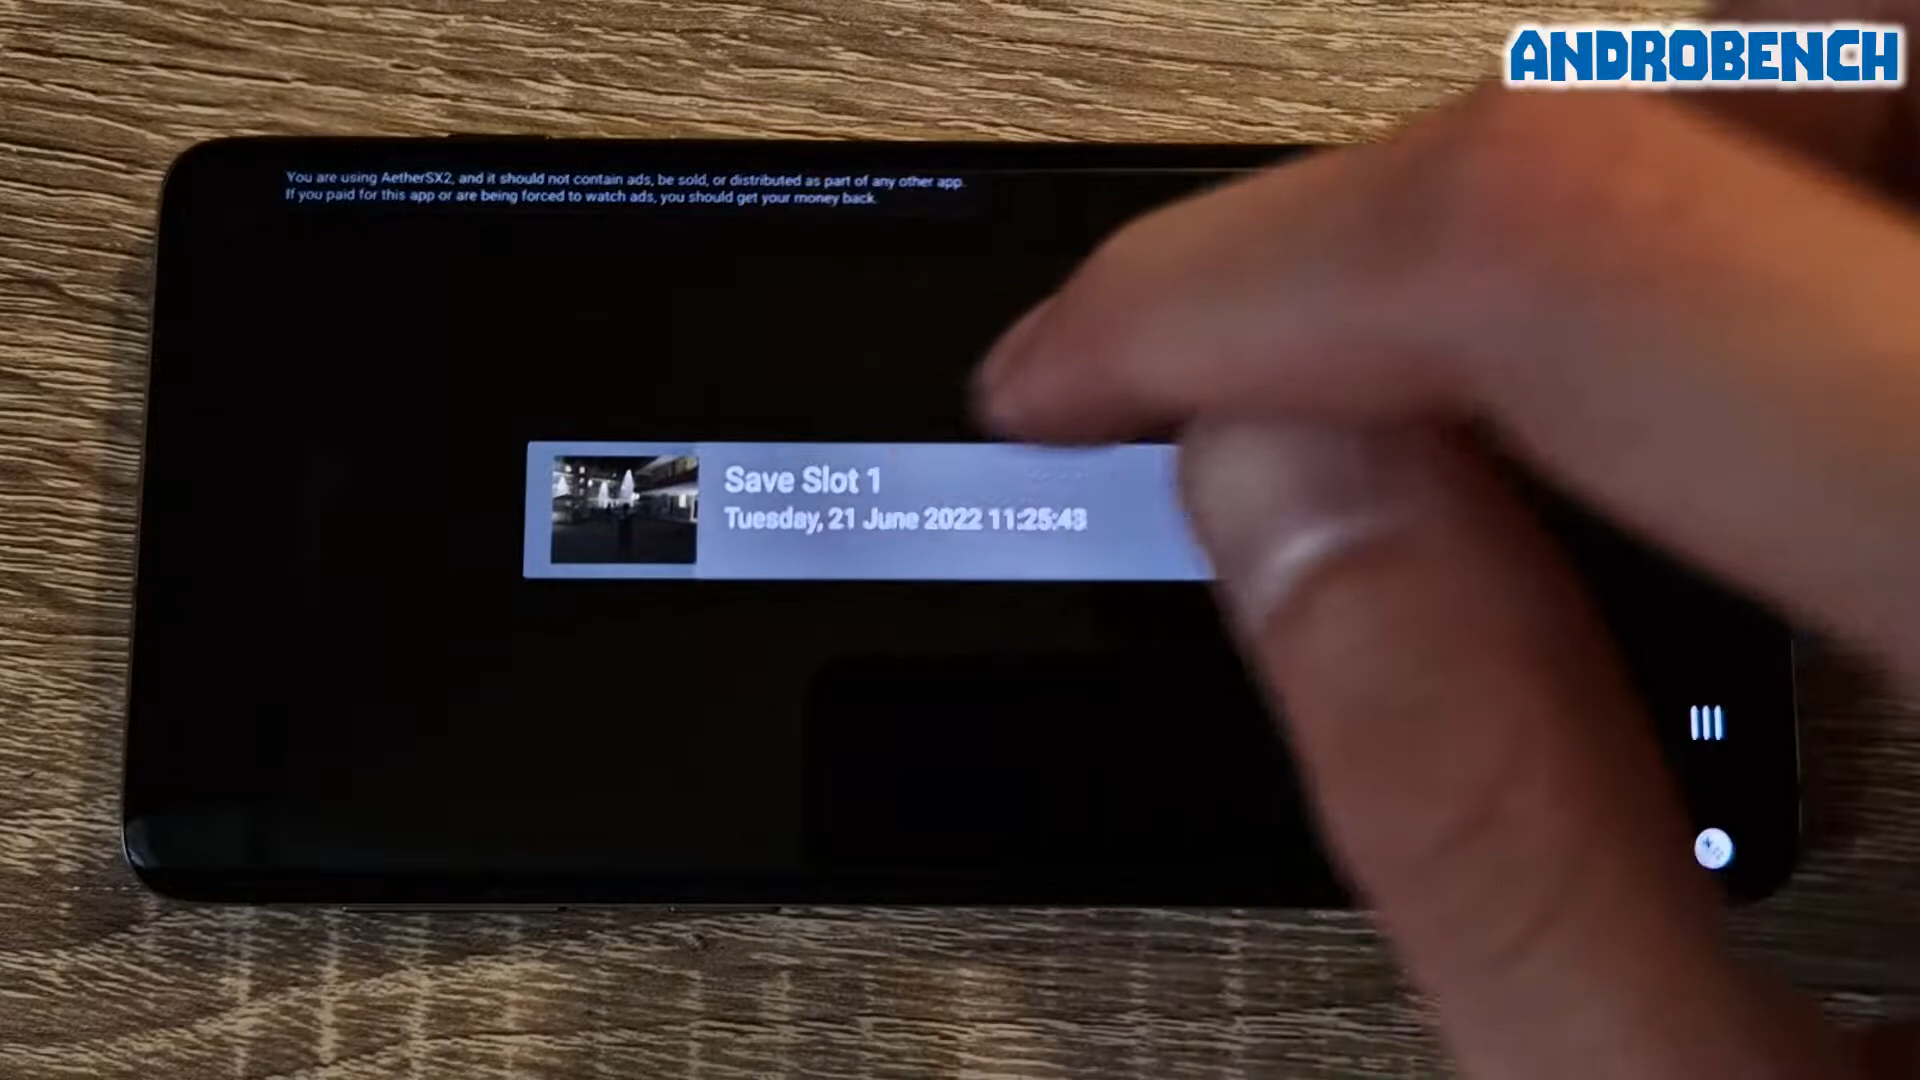 ANDROBENCH
You are using AetherSX2, and it should not contain ads, be sold, or distributed as part of any other app.
If you paid for this app or are being forced to watch ads, you should get your money back.
Save Slot 1
Tuesday, 21 June 2022 11:25:43